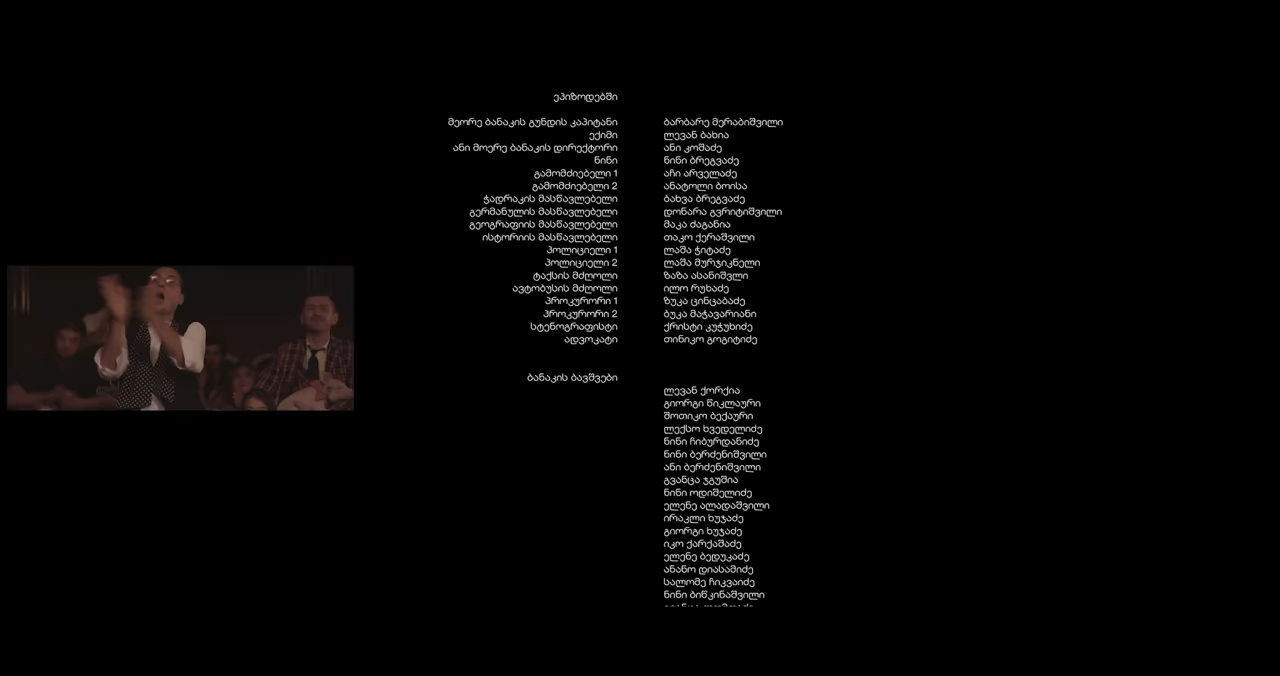 ეპიზოდებში
მეორე ბანაკის გუნდის კაპიტანი ბარბარე მერაბიშვილი
ექიმი ლევან ბახია
ანი მოერე ბანაკის დირექტორი ანი კოშაძე
ნინი ნინი ბრეგვაძე
გამომძიებელი 1 აჩი არველაძე
გამომძიებელი 2 ანატოლი ბოისა
ჭადრაკის მასწავლებელი ბახვა ბრეგვაძე
გერმანულის მასწავლებელი დონარა გვრიტიშვილი
გეოგრაფიის მასწავლებელი მაკა ძაგანია
ისტორიის მასწავლებელი თაკო ქერაშვილი
პოლიციელი 1 ლაშა ჭიტაძე
პოლიციელი 2 ლაშა მურჯიკნელი
ტაქსის მძღოლი ზაზა ასანიშვლი
ავტობუსის მძღოლი ილო რუხაძე
პროკურორი 1 ზუკა ცინცაბაძე
პროკურორი 2 ბუკა მაჭავარიანი
სტენოგრაფისტი ქრისტი კუჭუხიძე
ადვოკატი თინიკო გოგიტიძე
ბანაკის ბავშვები
ლევან ქორქია
გიორგი წიკლაური
შოთიკო ბექაური
ლექსო ხვედელიძე
ნინი ჩიბურდანიძე
ნინი ბერძენიშვილი
ანი ბერძენიშვილი
გვანცა ჯგუშია
ნინი ოდიშელიძე
ელენე ალადაშვილი
ირაკლი ხუჯაძე
გიორგი ხუჯაძე
იკო ქარქაშაძე
ელენე ბედუკაძე
ანანო დიასამიძე
სალომე ჩიკვაიძე
ნინი ბიწკინაშვილი